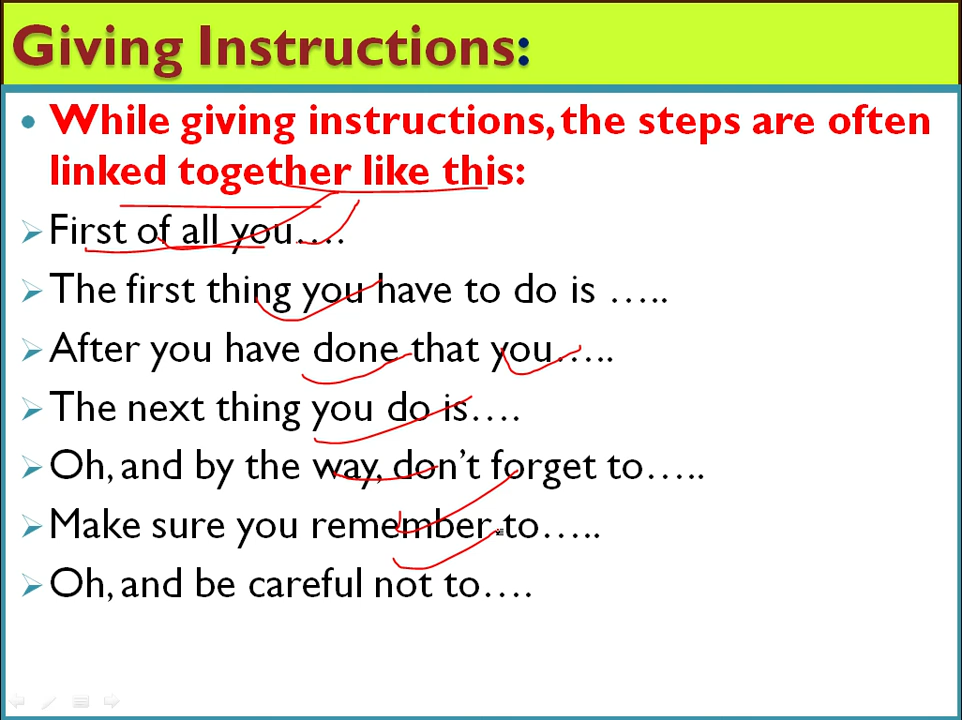 Giving Instructions:
• While giving instructions, the steps are often
linked together like this:
First of all you….
The first thing you have to do is …..
After you have done that you…..
The next thing you do is….
Oh, and by the way, don’t forget to…..
Make sure you remember to…..
Oh, and be careful not to….